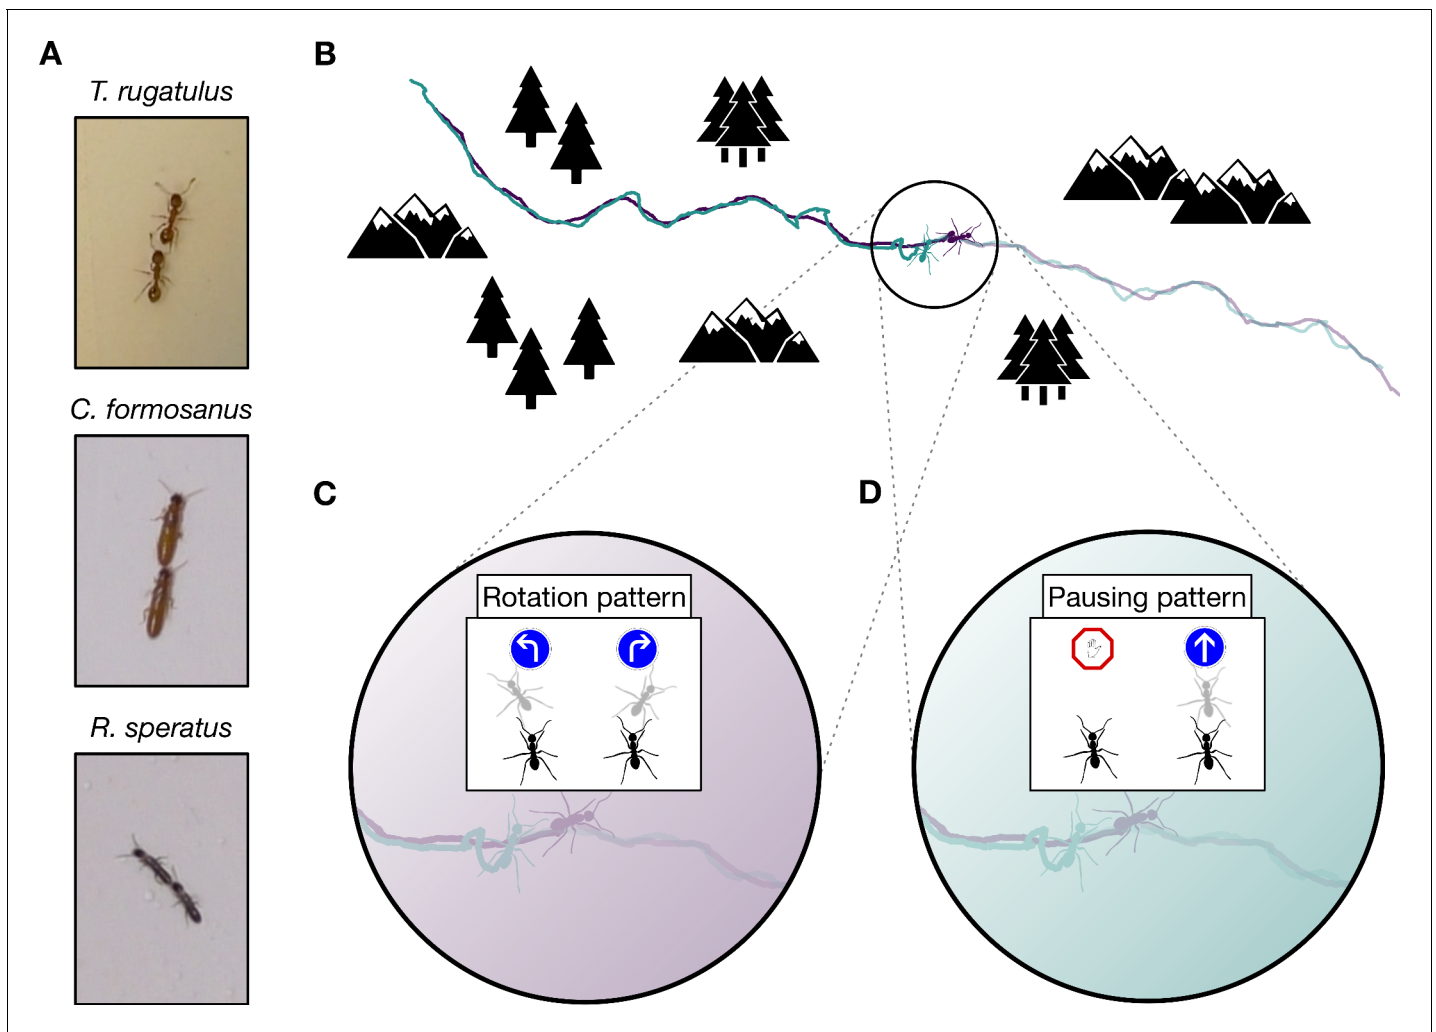 A
T. rugatulus
C. formosanus
R. speratus
B
C
Rotation pattern
D
Pausing pattern